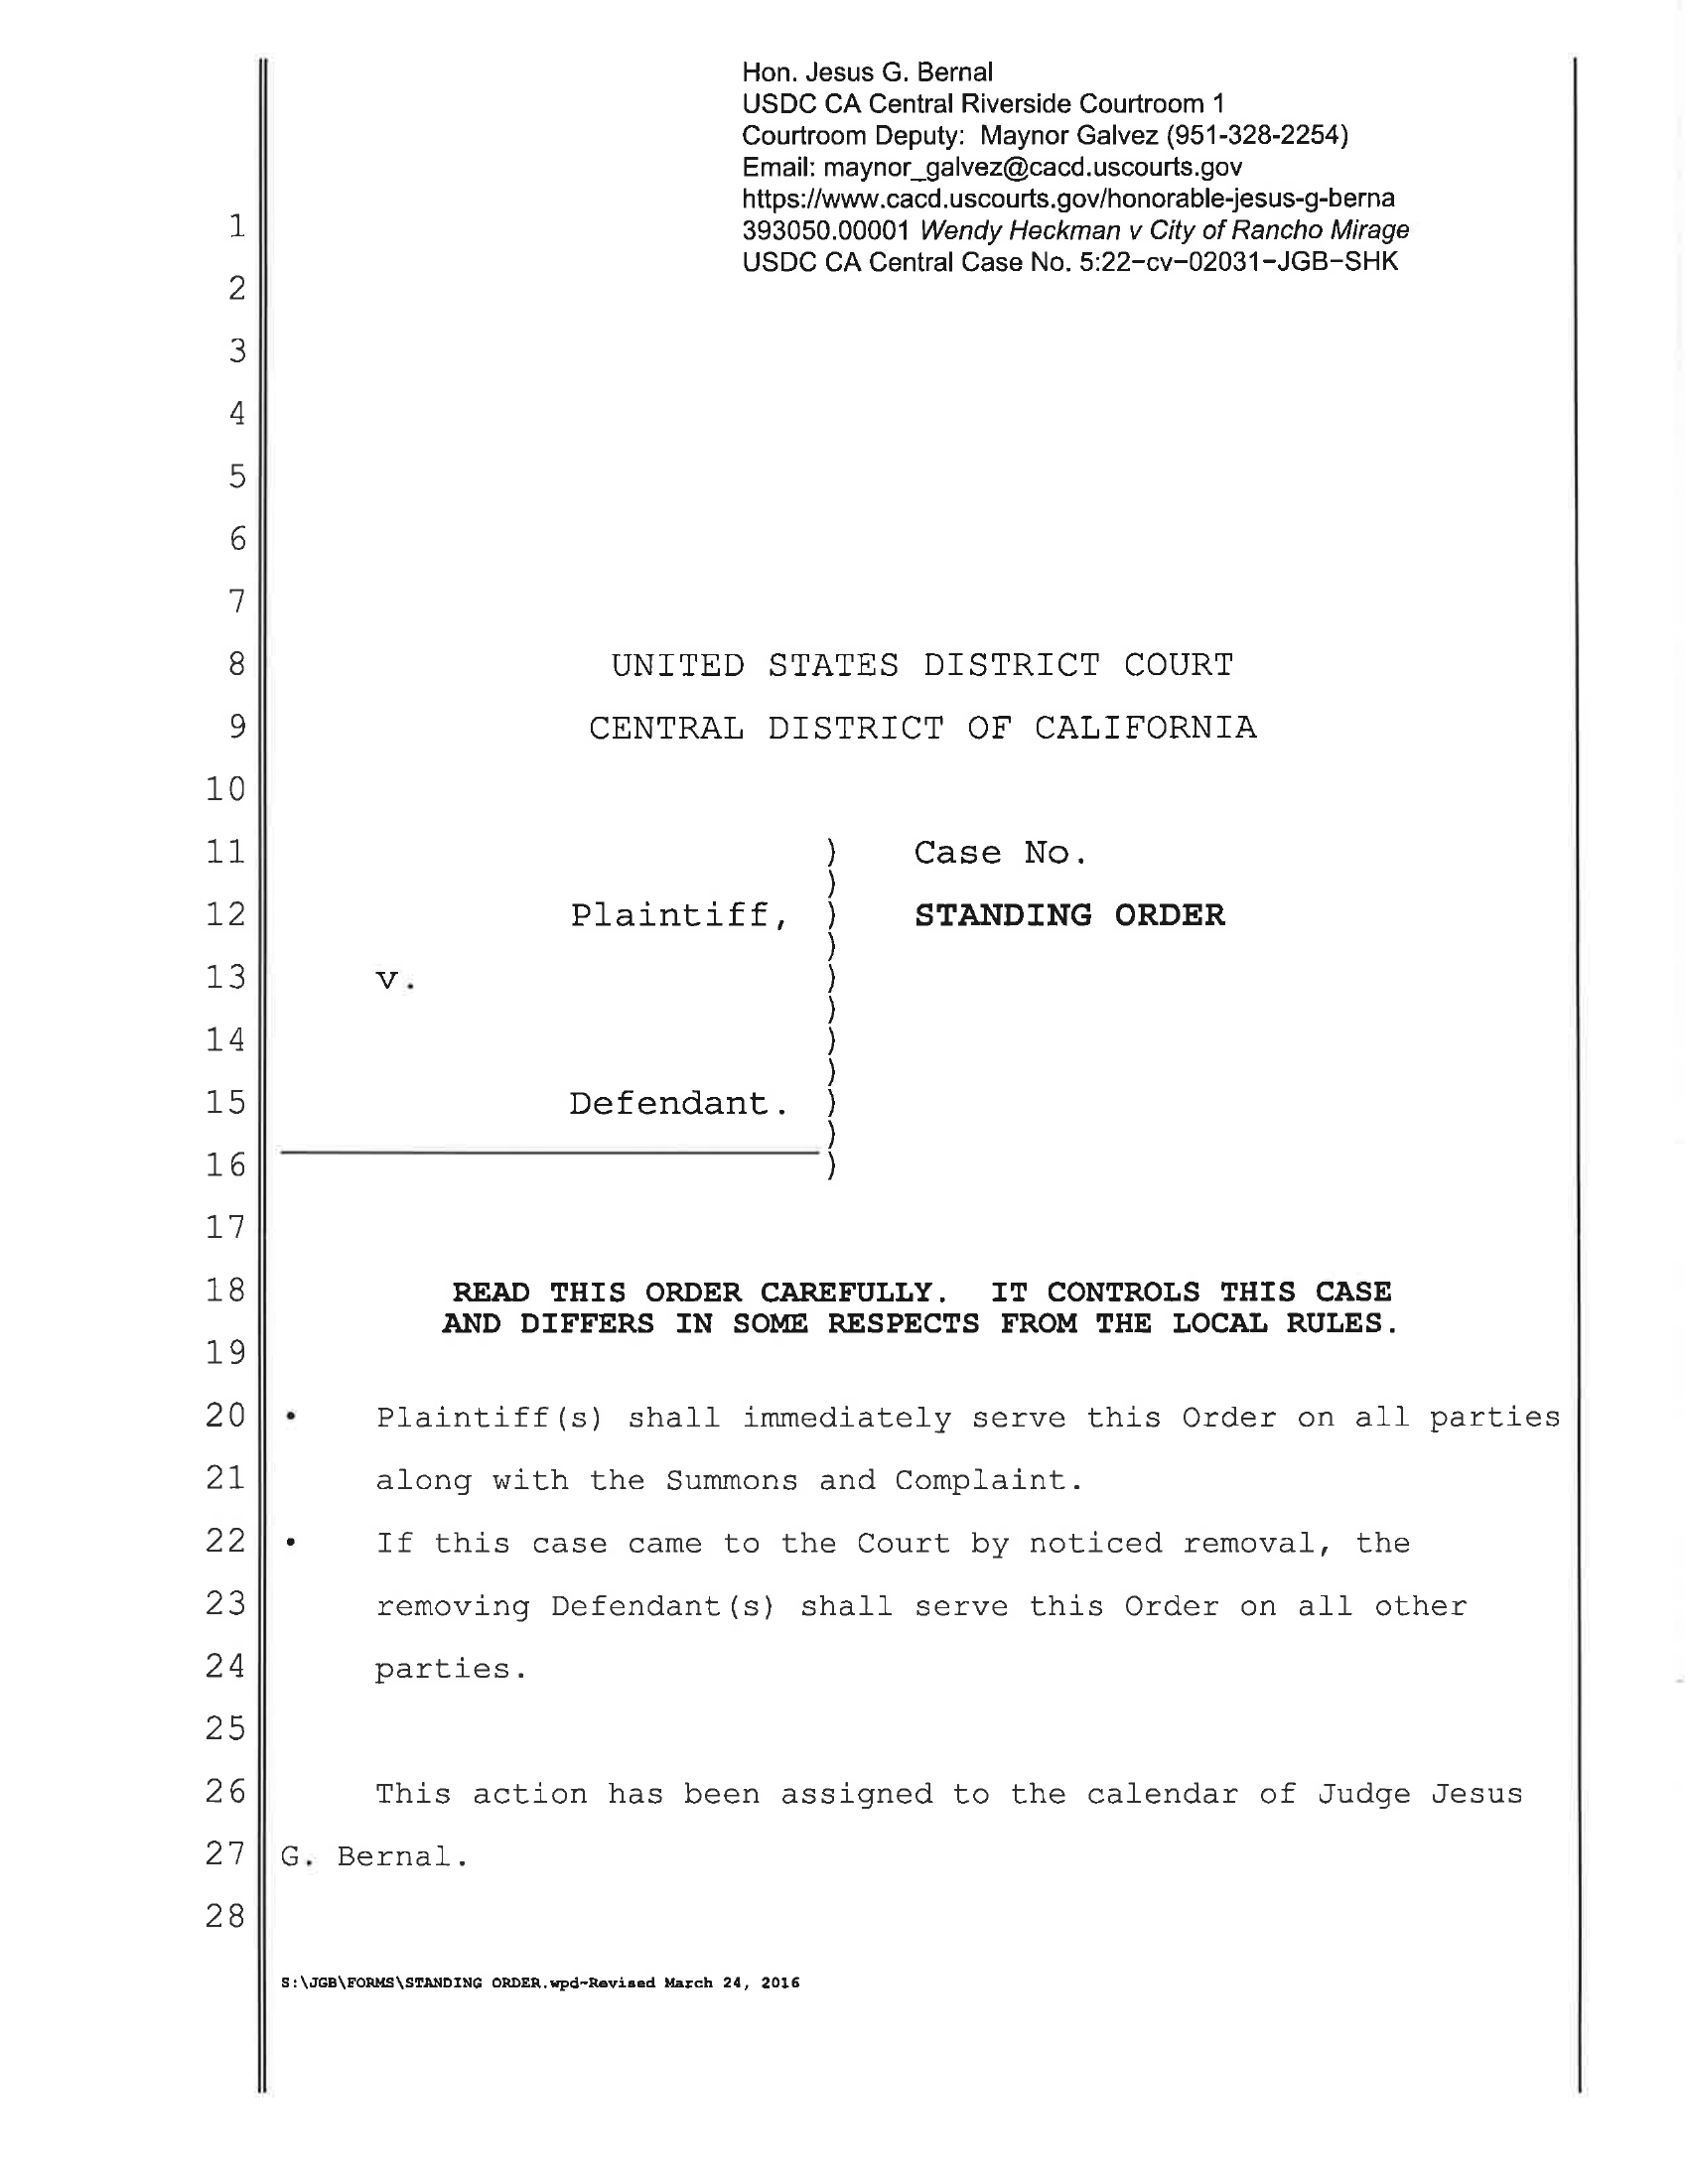 Hon. Jesus G. Bernal
USDC CA Central Riverside Courtroom 1
Courtroom Deputy:  Maynor Galvez (951-328-2254)
Email: maynor_galvez@cacd.uscourts.gov
https://www.cacd.uscourts.gov/honorable-jesus-g-berna
1 393050.00001 Wendy Heckman v City of Rancho Mirage
USDC CA Central Case No. 5:22-cv-02031-JGB-SHK
2
3
4
5
6
7
8 UNITED STATES DISTRICT COURT
9 CENTRAL DISTRICT OF CALIFORNIA
10
11 ) Case No.
)
12 Plaintiff, ) STANDING ORDER
)
13 v. )
)
14 )
)
15 Defendant. )
)
16 )
17
18 READ THIS ORDER CAREFULLY.  IT CONTROLS THIS CASE
AND DIFFERS IN SOME RESPECTS FROM THE LOCAL RULES.
19
20 • Plaintiff(s) shall immediately serve this Order on all parties
21 along with the Summons and Complaint.
22 • If this case came to the Court by noticed removal, the
23 removing Defendant(s) shall serve this Order on all other
24 parties.
25
26 This action has been assigned to the calendar of Judge Jesus
27 G. Bernal.
28
S:\JGB\FORMS\STANDING ORDER.wpd~Revised March 24, 2016